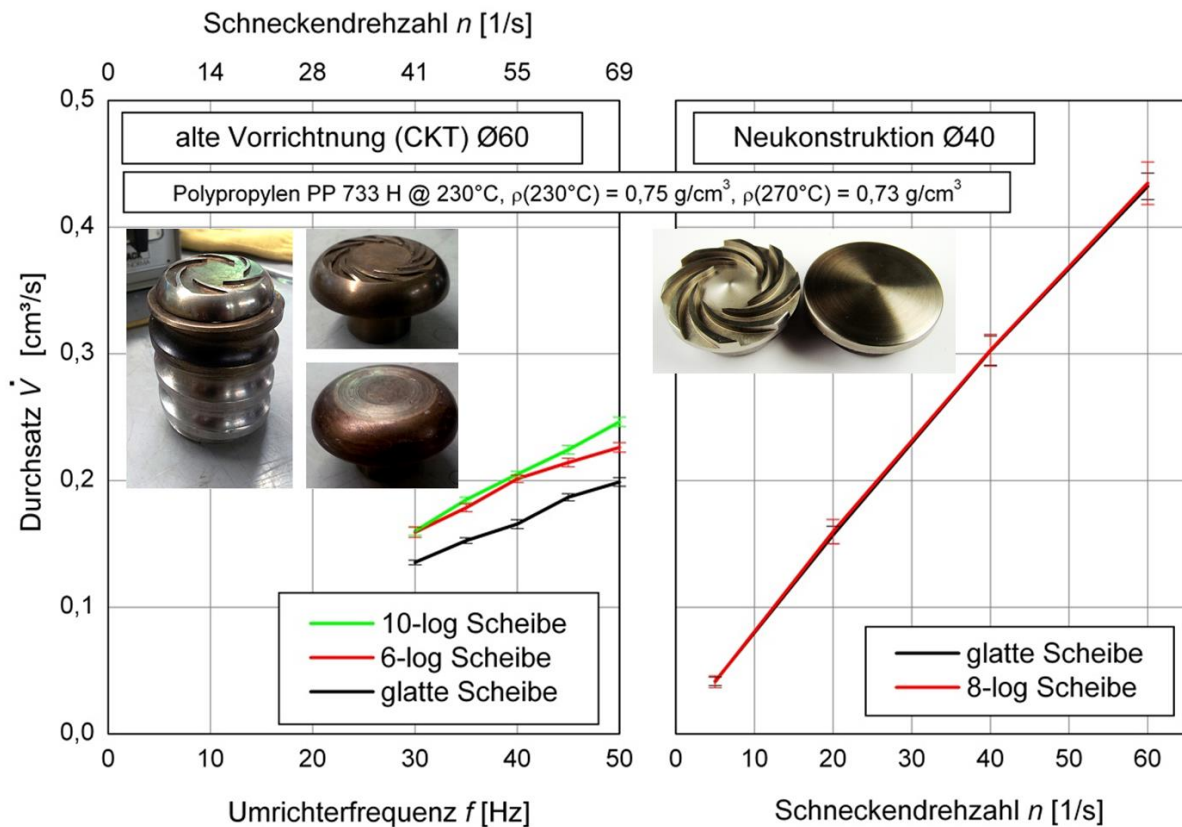 Schneckendrehzahl n [1/s]
0 14 28 41 55 69
0,5
alte Vorrichtnung (CKT) Ø60
Neukonstruktion Ø40
Polypropylen PP 733 H @ 230°C, ρ(230°C) = 0,75 g/cm³, ρ(270°C) = 0,73 g/cm³
0,4
0,3
Durchsatz V̇ [cm³/s]
0,2
0,1
10-log Scheibe
6-log Scheibe
glatte Scheibe
glatte Scheibe
8-log Scheibe
0,0
0 10 20 30 40 50
0 10 20 30 40 50 60
Umrichterfrequenz f [Hz]
Schneckendrehzahl n [1/s]